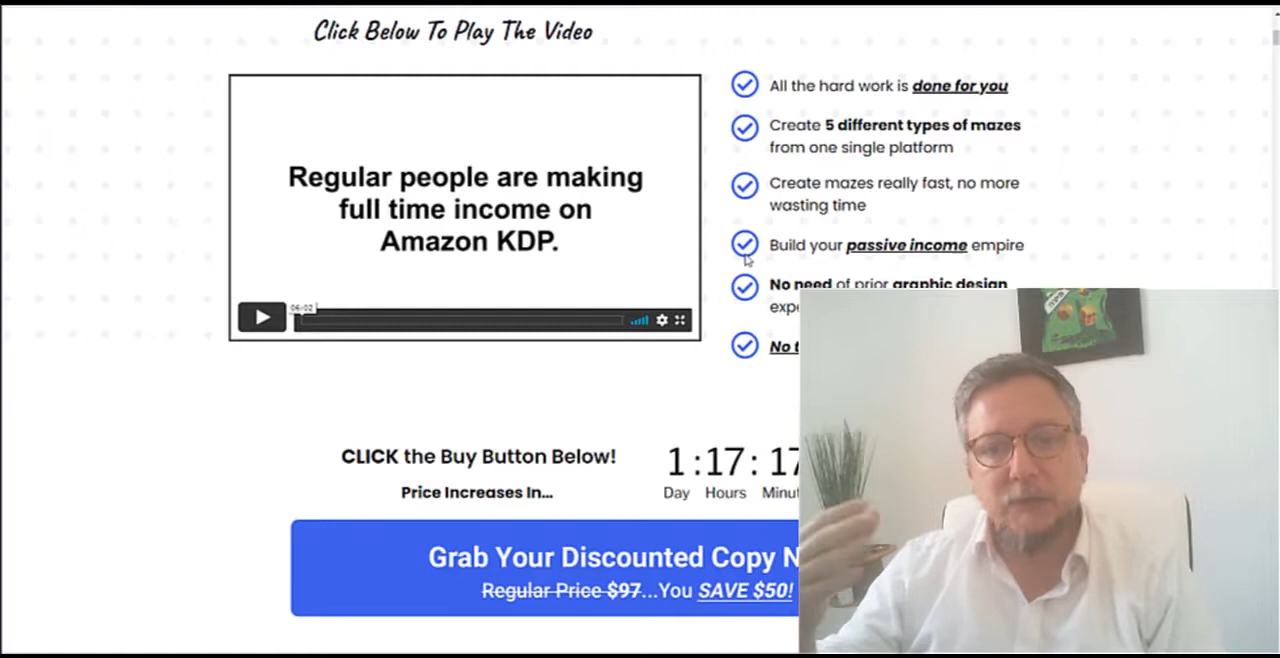 Click Below To Play The Video
Regular people are making
full time income on
Amazon KDP.
06:02
All the hard work is done for you
Create 5 different types of mazes
from one single platform
Create mazes really fast, no more
wasting time
Build your passive income empire
No need of prior graphic design
No
CLICK the Buy Button Below!
Price Increases In...
1 : 17 : 17
Day Hours
Grab Your Discounted Copy
Regular Price $97...You SAVE $50!